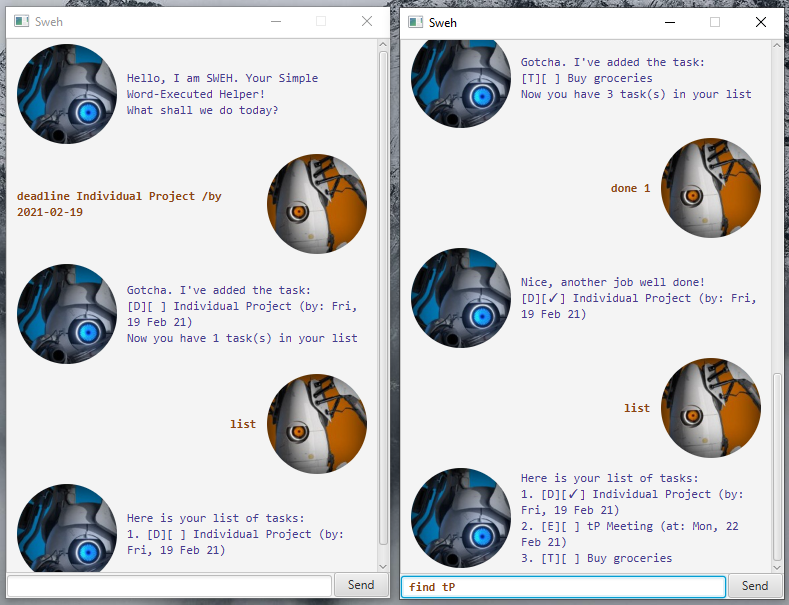 Sweh
Hello, I am SWEH. Your Simple
Word-Executed Helper!
What shall we do today?
deadline Individual Project /by
2021-02-19
Gotcha. I've added the task:
[D][ ] Individual Project (by: Fri,
19 Feb 21)
Now you have 1 task(s) in your list
list
Here is your list of tasks:
1. [D][ ] Individual Project (by:
Fri, 19 Feb 21)
Send
Sweh
Gotcha. I've added the task:
[T][ ] Buy groceries
Now you have 3 task(s) in your list
done 1
Nice, another job well done!
[D][✓] Individual Project (by: Fri,
19 Feb 21)
list
Here is your list of tasks:
1. [D][✓] Individual Project (by:
Fri, 19 Feb 21)
2. [E][ ] tP Meeting (at: Mon, 22
Feb 21)
3. [T][ ] Buy groceries
find tP
Send